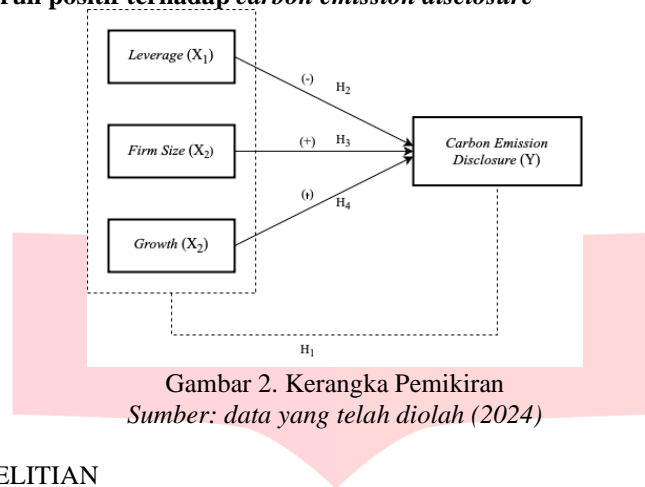 positif terhadap carbon emission disclosure
Leverage (X₁)
(-)
H₂
Firm Size (X₂)
(+)
H₃
Carbon Emission
Disclosure (Y)
(+)
H₄
Growth (X₂)
H₁
Gambar 2. Kerangka Pemikiran
Sumber: data yang telah diolah (2024)
ELITIAN